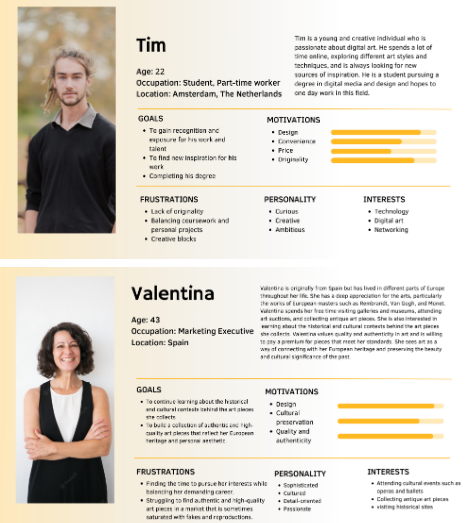 Tim
Age: 22
Occupation: Student, Part-time worker
Location: Amsterdam, The Netherlands
Tim is a young and creative individual who is
passionate about digital art. He spends a lot of
time online, exploring different art styles and
techniques, and is always looking for new
sources of inspiration. He is a student pursuing a
degree in digital media and design and hopes to
one day work in this field.
GOALS
• To gain recognition and
exposure for his work and
talent
• To find new inspiration for his
work
• Completing his degree
MOTIVATIONS
• Design
• Convenience
• Price
• Originality
FRUSTRATIONS
• Lack of originality
• Balancing coursework and
personal projects
• Creative blocks
PERSONALITY
• Curious
• Creative
• Ambitious
INTERESTS
• Technology
• Digital art
• Networking
Valentina
Age: 43
Occupation: Marketing Executive
Location: Spain
Valentina is originally from Spain but has lived in different parts of Europe
throughout her life. She has a deep appreciation for the arts, particularly
the works of European masters such as Rembrandt, Van Gogh, and Monet.
Valentina spends her free time visiting galleries and museums, attending
art auctions, and collecting antique art pieces. She is also interested in
learning about the historical and cultural contexts behind the art pieces
she collects. Valentina values quality and authenticity in art and is willing
to pay a premium for pieces that meet her standards. She sees art as a
way of connecting with her European heritage and preserving the beauty
and cultural significance of the past.
GOALS
• To continue learning about the historical
and cultural contexts behind the art pieces
she collects.
• To build a collection of authentic and high-
quality art pieces that reflect her European
heritage and personal aesthetic
MOTIVATIONS
• Design
• Cultural
preservation
• Quality and
authenticity
FRUSTRATIONS
• Finding the time to pursue her interests while
balancing her demanding career.
• Struggling to find authentic and high-quality
art pieces in a market that is sometimes
saturated with fakes and reproductions.
PERSONALITY
• Sophisticated
• Cultured
• Detail-oriented
• Passionate
INTERESTS
• Attending cultural events such as
operas and ballets
• Collecting antique art pieces
• visiting historical sites